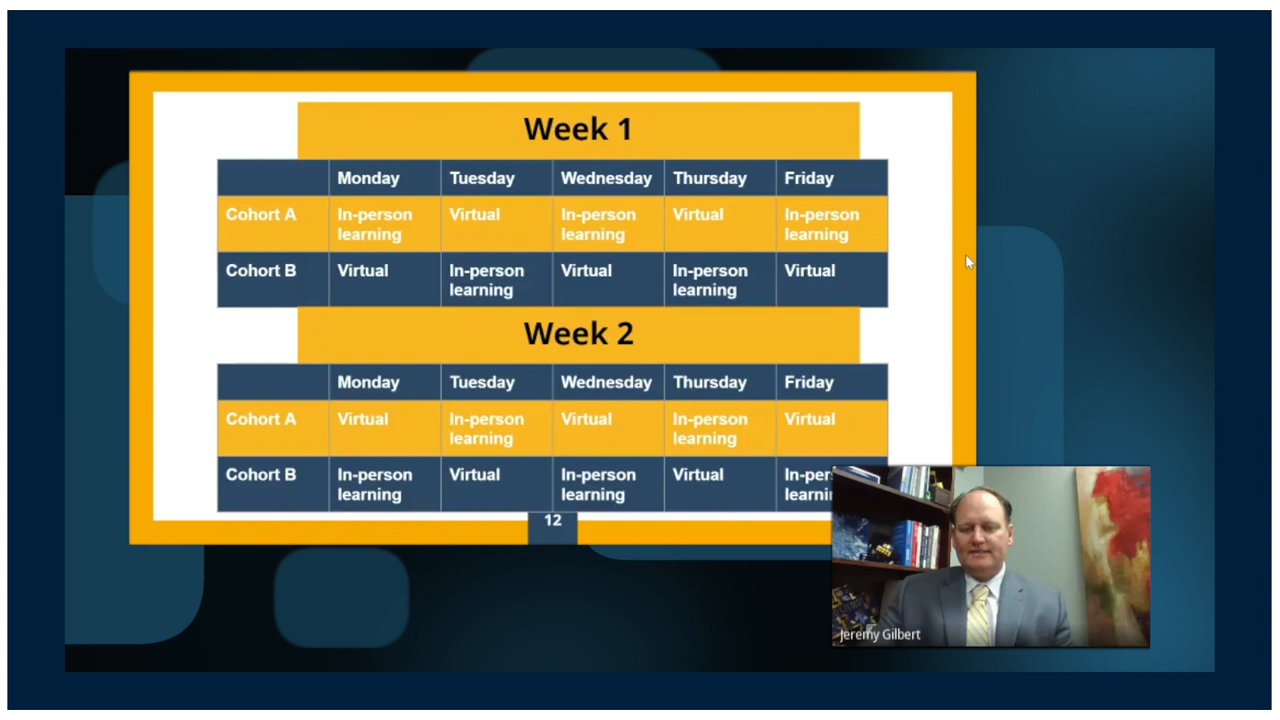 Week 1
Monday Tuesday Wednesday Thursday Friday
Cohort A In-person learning Virtual In-person learning Virtual In-person learning
Cohort B Virtual In-person learning Virtual In-person learning Virtual
Week 2
Monday Tuesday Wednesday Thursday Friday
Cohort A Virtual In-person learning Virtual In-person learning Virtual
Cohort B In-person learning Virtual In-person learning Virtual
12
Jeremy Gilbert